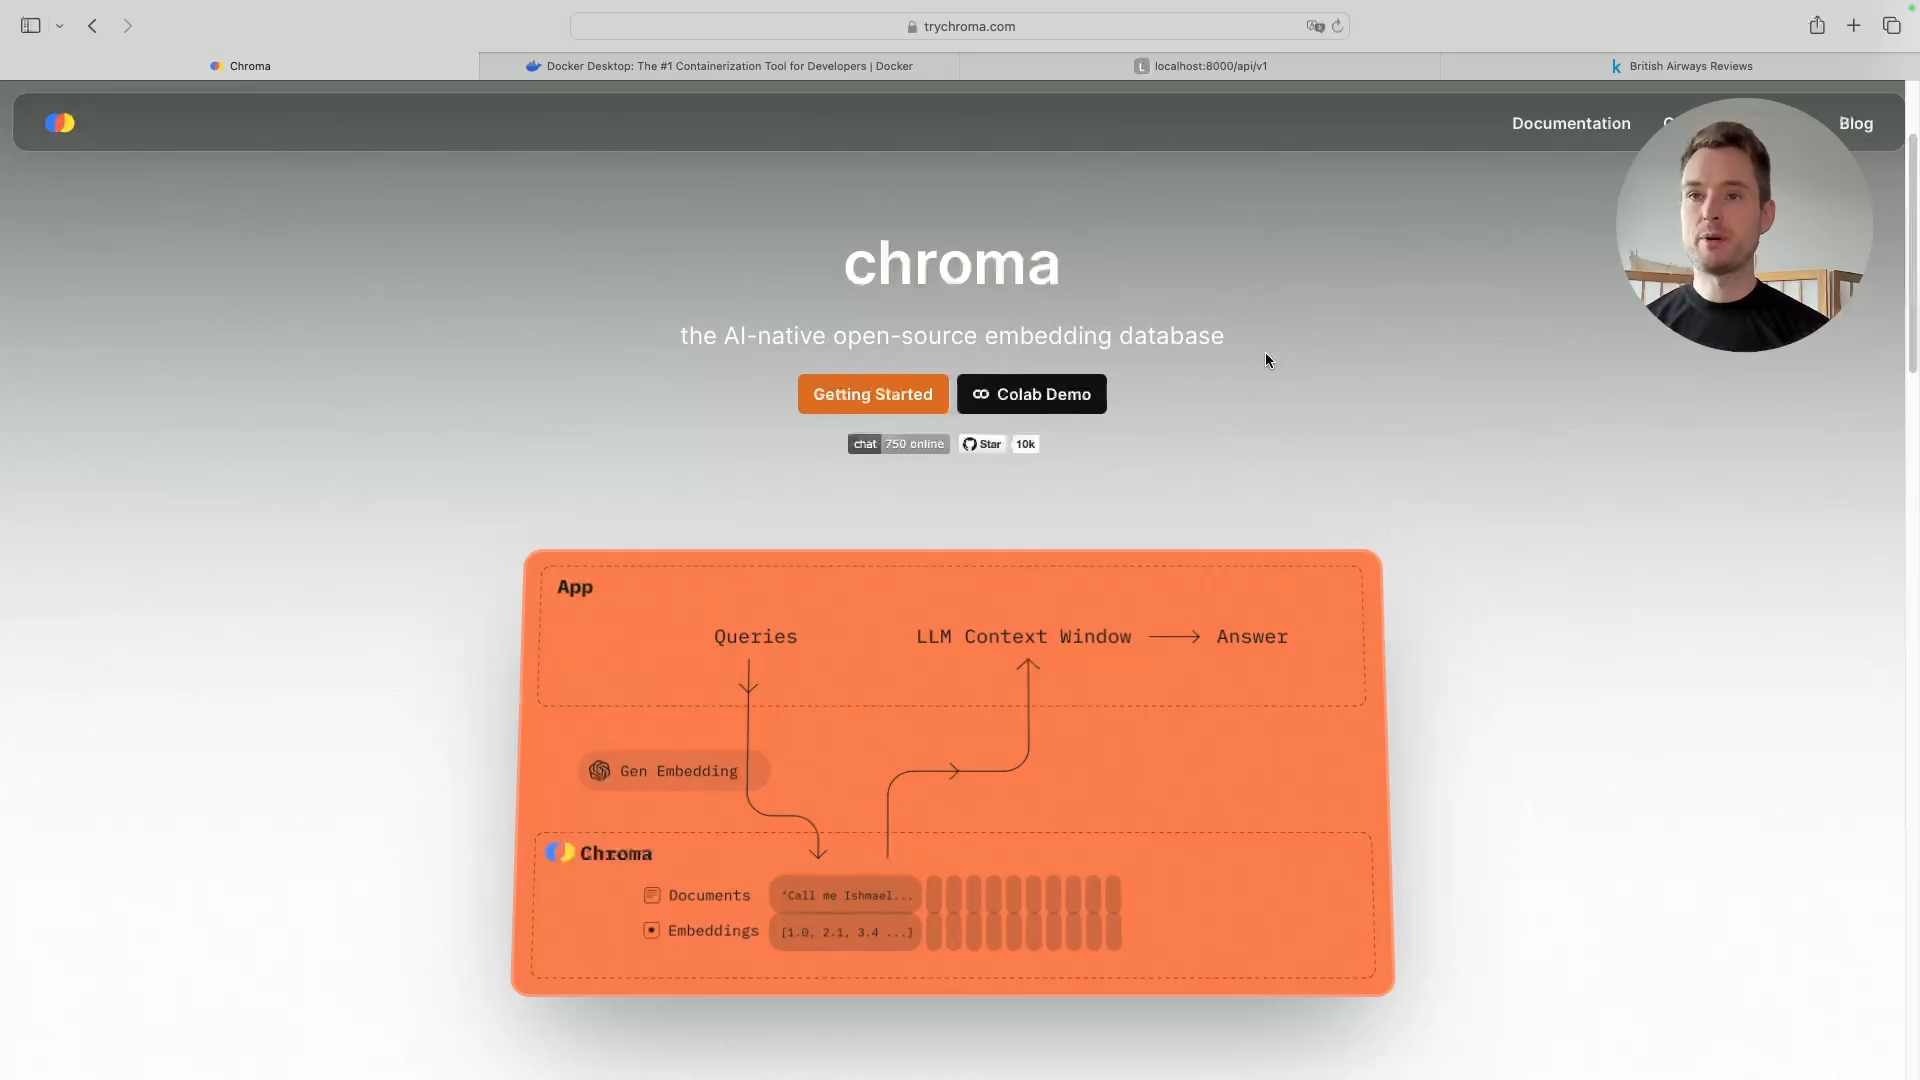 trychroma.com
Chroma
Docker Desktop: The #1 Containerization Tool for Developers | Docker
L localhost:8000/api/v1
k British Airways Reviews
Documentation
Blog
chroma
the AI-native open-source embedding database
Getting Started
Colab Demo
chat 750 online
Star 10k
App
Queries
LLM Context Window
Answer
Gen Embedding
Chroma
Documents
"Call me Ishmael...
Embeddings
[1.0, 2.1, 3.4 ...]